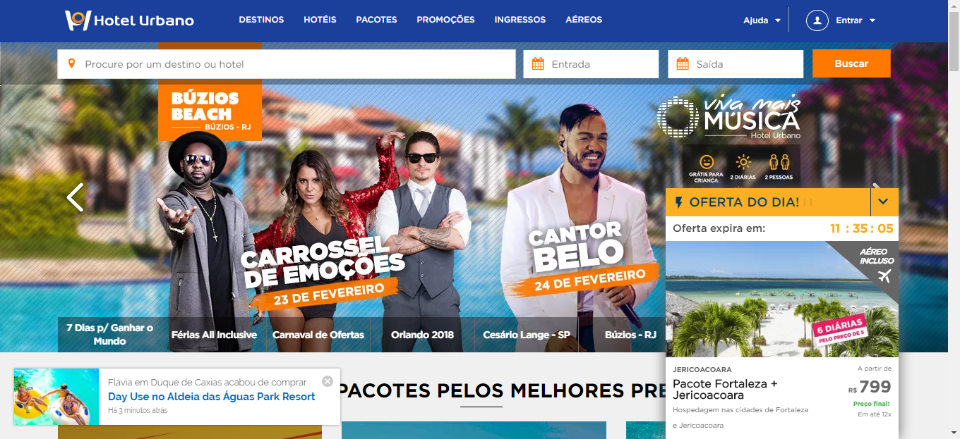 Hotel Urbano
DESTINOS
HOTÉIS
PACOTES
PROMOÇÕES
INGRESSOS
AÉREOS
Ajuda
Entrar
Procure por um destino ou hotel
Entrada
Saída
Buscar
BÚZIOS
BEACH
BÚZIOS - RJ
viva mais
MÚSICA
Hotel Urbano
GRÁTIS PARA
CRIANÇA
2 DIÁRIAS
2 PESSOAS
CARROSSEL
DE EMOÇÕES
23 DE FEVEREIRO
CANTOR
BELO
24 DE FEVEREIRO
OFERTA DO DIA!
Oferta expira em:
11 : 35 : 05
AÉREO
INCLUSO
6 DIÁRIAS
PELO PREÇO DE 5
7 Dias p/ Ganhar o
Mundo
Férias All Inclusive
Carnaval de Ofertas
Orlando 2018
Cesário Lange - SP
Búzios - RJ
JERICOACOARA
Pacote Fortaleza +
Jericoacoara
Hospedagem nas cidades de Fortaleza
e Jericoacoara
A partir de
R$ 799
Preço final!
Em até 12x
Flávia em Duque de Caxias acabou de comprar
Day Use no Aldeia das Águas Park Resort
Há 3 minutos atrás
PACOTES PELOS MELHORES PRE